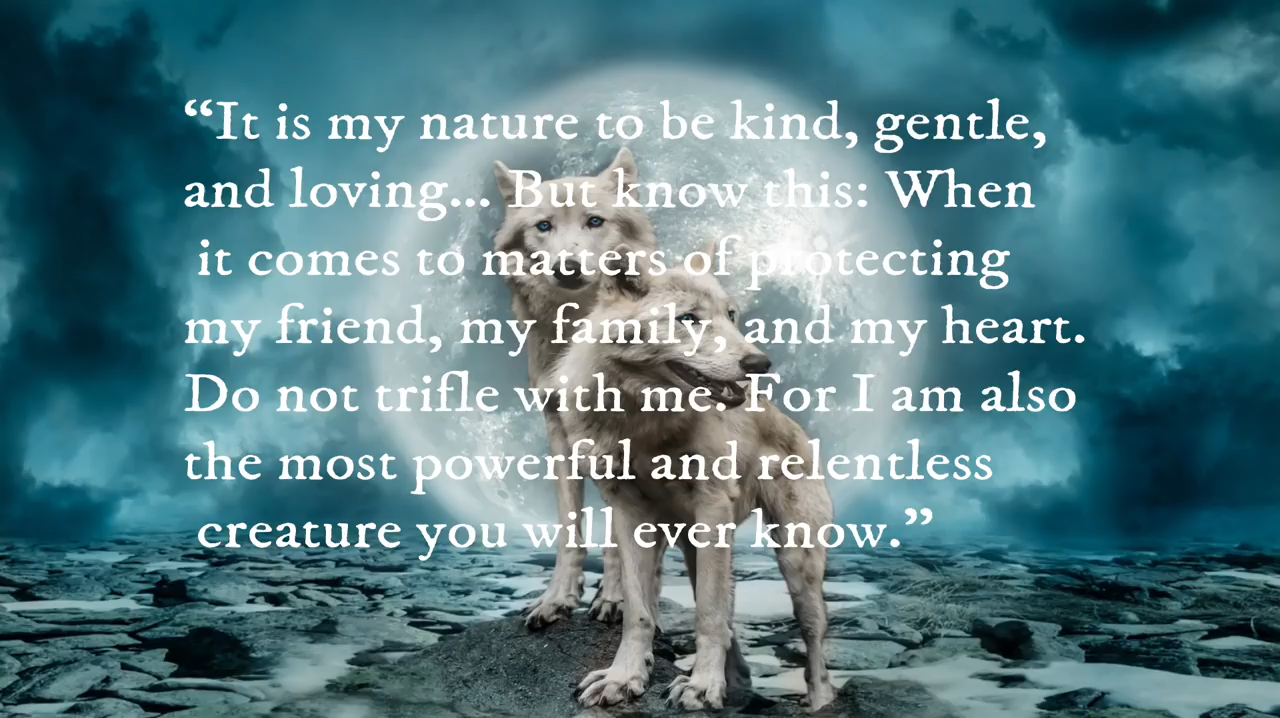 “It is my nature to be kind, gentle,
and loving... But know this: When
it comes to matters of protecting
my friend, my family, and my heart.
Do not trifle with me. For I am also
the most powerful and relentless
creature you will ever know.”